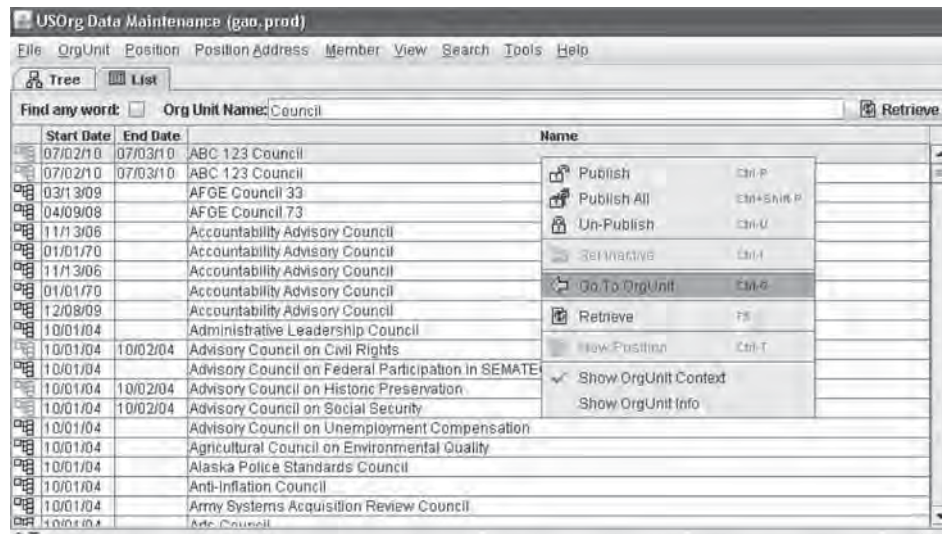 USOrg Data Maintenance (gao.prod)
File OrgUnit Position Position Address Member View Search Tools Help
Tree List
Find any word: Org Unit Name: Council Retrieve
Start Date End Date Name
07/02/10 07/03/10 ABC 123 Council
07/02/10 07/03/10 ABC 123 Council
03/13/09 AFGE Council 33
04/09/08 AFGE Council 73
11/13/06 Accountability Advisory Council
01/01/70 Accountability Advisory Council
11/13/06 Accountability Advisory Council
01/01/70 Accountability Advisory Council
12/08/09 Accountability Advisory Council
10/01/04 Administrative Leadership Council
10/01/04 10/02/04 Advisory Council on Civil Rights
10/01/04 Advisory Council on Federal Participation in SEMATE
10/01/04 10/02/04 Advisory Council on Historic Preservation
10/01/04 10/02/04 Advisory Council on Social Security
10/01/04 Advisory Council on Unemployment Compensation
10/01/04 Agricultural Council on Environmental Quality
10/01/04 Alaska Police Standards Council
10/01/04 Anti-Inflation Council
10/01/04 Army Systems Acquisition Review Council
10/01/04 Arts Council
Publish Ctrl-P
Publish All Ctrl+Shift-P
Un-Publish Ctrl-U
Set Inactive Ctrl-I
Go To OrgUnit Ctrl-G
Retrieve F5
New Position Ctrl-T
Show OrgUnit Context
Show OrgUnit Info